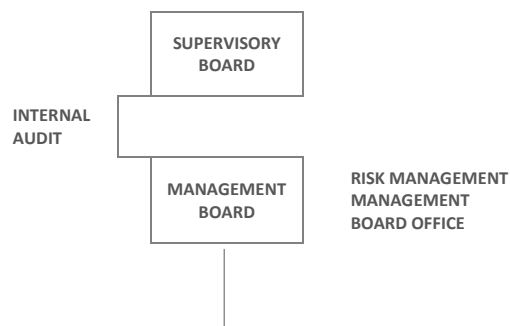 SUPERVISORY
BOARD
INTERNAL
AUDIT
MANAGEMENT
BOARD
RISK MANAGEMENT
MANAGEMENT
BOARD OFFICE